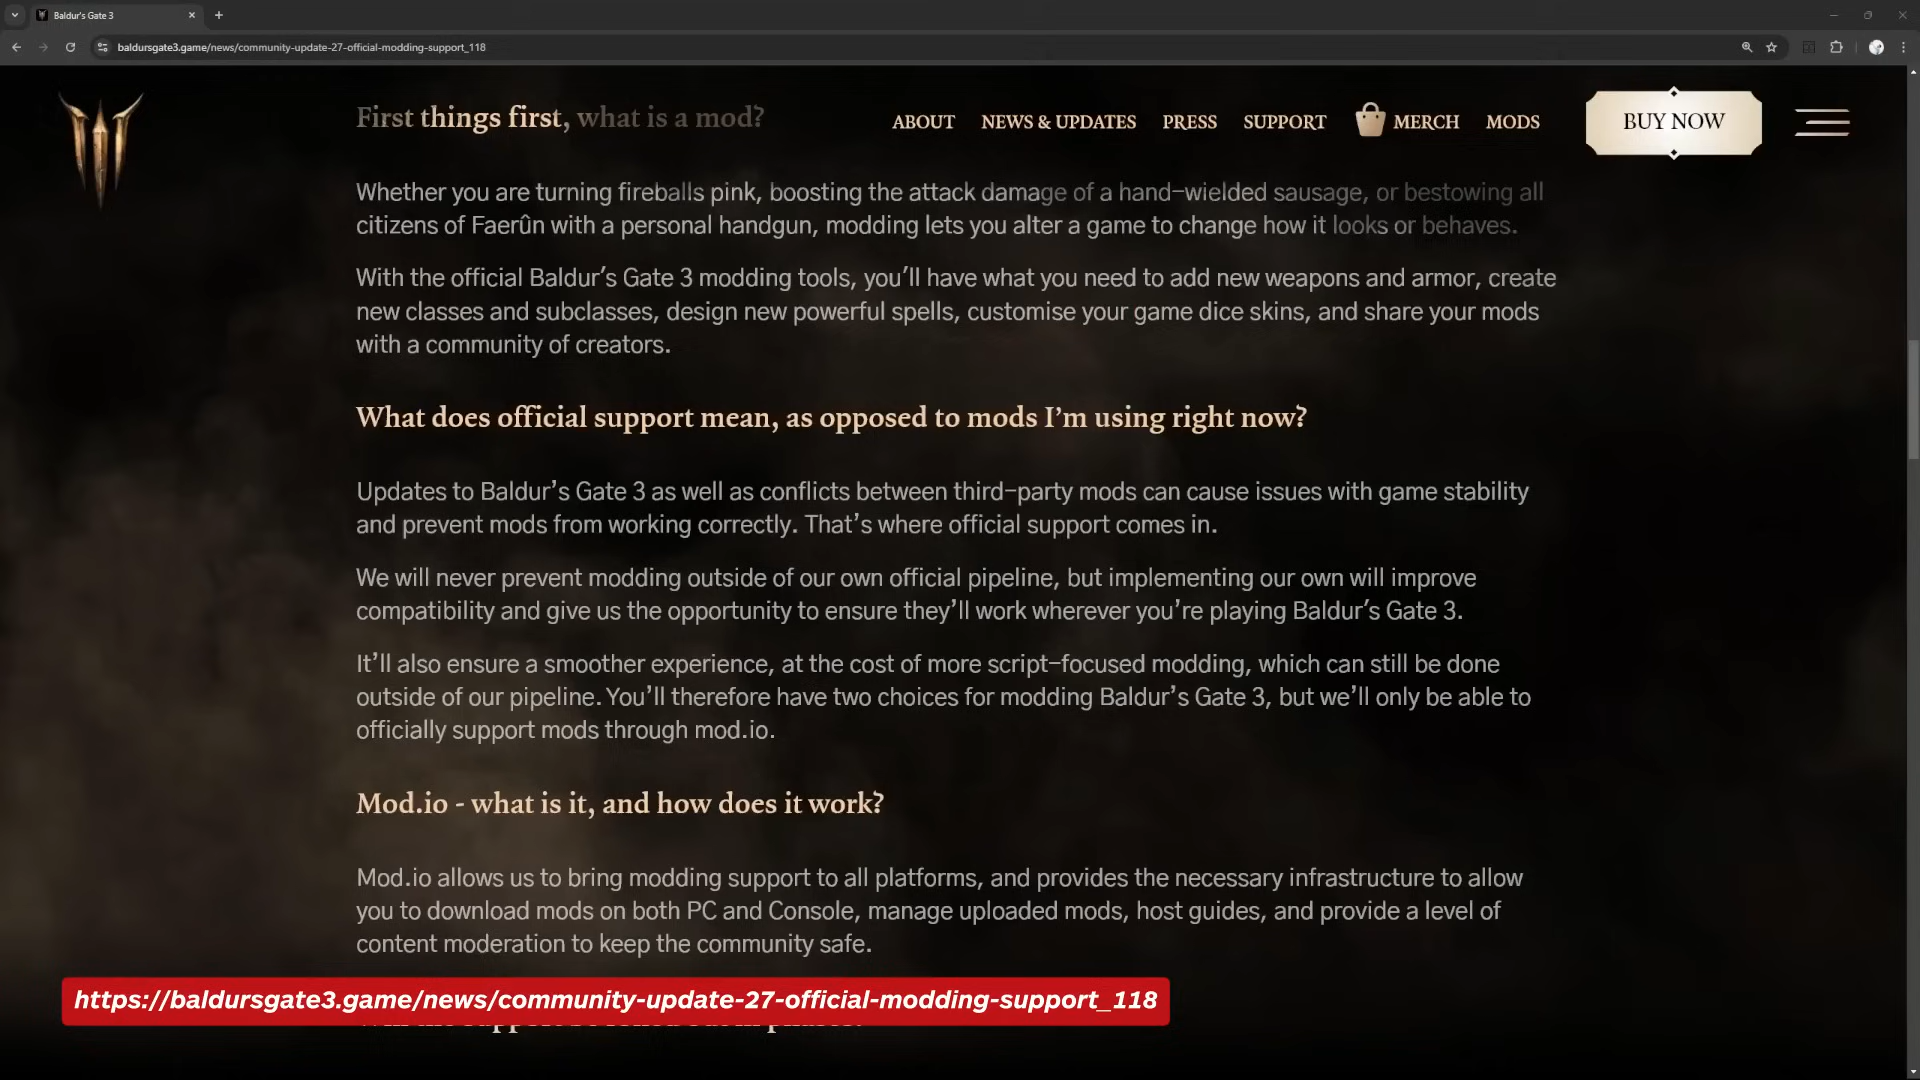 Baldur's Gate 3
baldursgate3.game/news/community-update-27-official-modding-support_118
First things first, what is a mod?
ABOUT
NEWS & UPDATES
PRESS
SUPPORT
MERCH
MODS
BUY NOW
Whether you are turning fireballs pink, boosting the attack damage of a hand-wielded sausage, or bestowing all
citizens of Faerûn with a personal handgun, modding lets you alter a game to change how it looks or behaves.
With the official Baldur's Gate 3 modding tools, you'll have what you need to add new weapons and armor, create
new classes and subclasses, design new powerful spells, customise your game dice skins, and share your mods
with a community of creators.
What does official support mean, as opposed to mods I'm using right now?
Updates to Baldur's Gate 3 as well as conflicts between third-party mods can cause issues with game stability
and prevent mods from working correctly. That's where official support comes in.
We will never prevent modding outside of our own official pipeline, but implementing our own will improve
compatibility and give us the opportunity to ensure they'll work wherever you're playing Baldur's Gate 3.
It'll also ensure a smoother experience, at the cost of more script-focused modding, which can still be done
outside of our pipeline. You'll therefore have two choices for modding Baldur's Gate 3, but we'll only be able to
officially support mods through mod.io.
Mod.io - what is it, and how does it work?
Mod.io allows us to bring modding support to all platforms, and provides the necessary infrastructure to allow
you to download mods on both PC and Console, manage uploaded mods, host guides, and provide a level of
content moderation to keep the community safe.
https://baldursgate3.game/news/community-update-27-official-modding-support_118